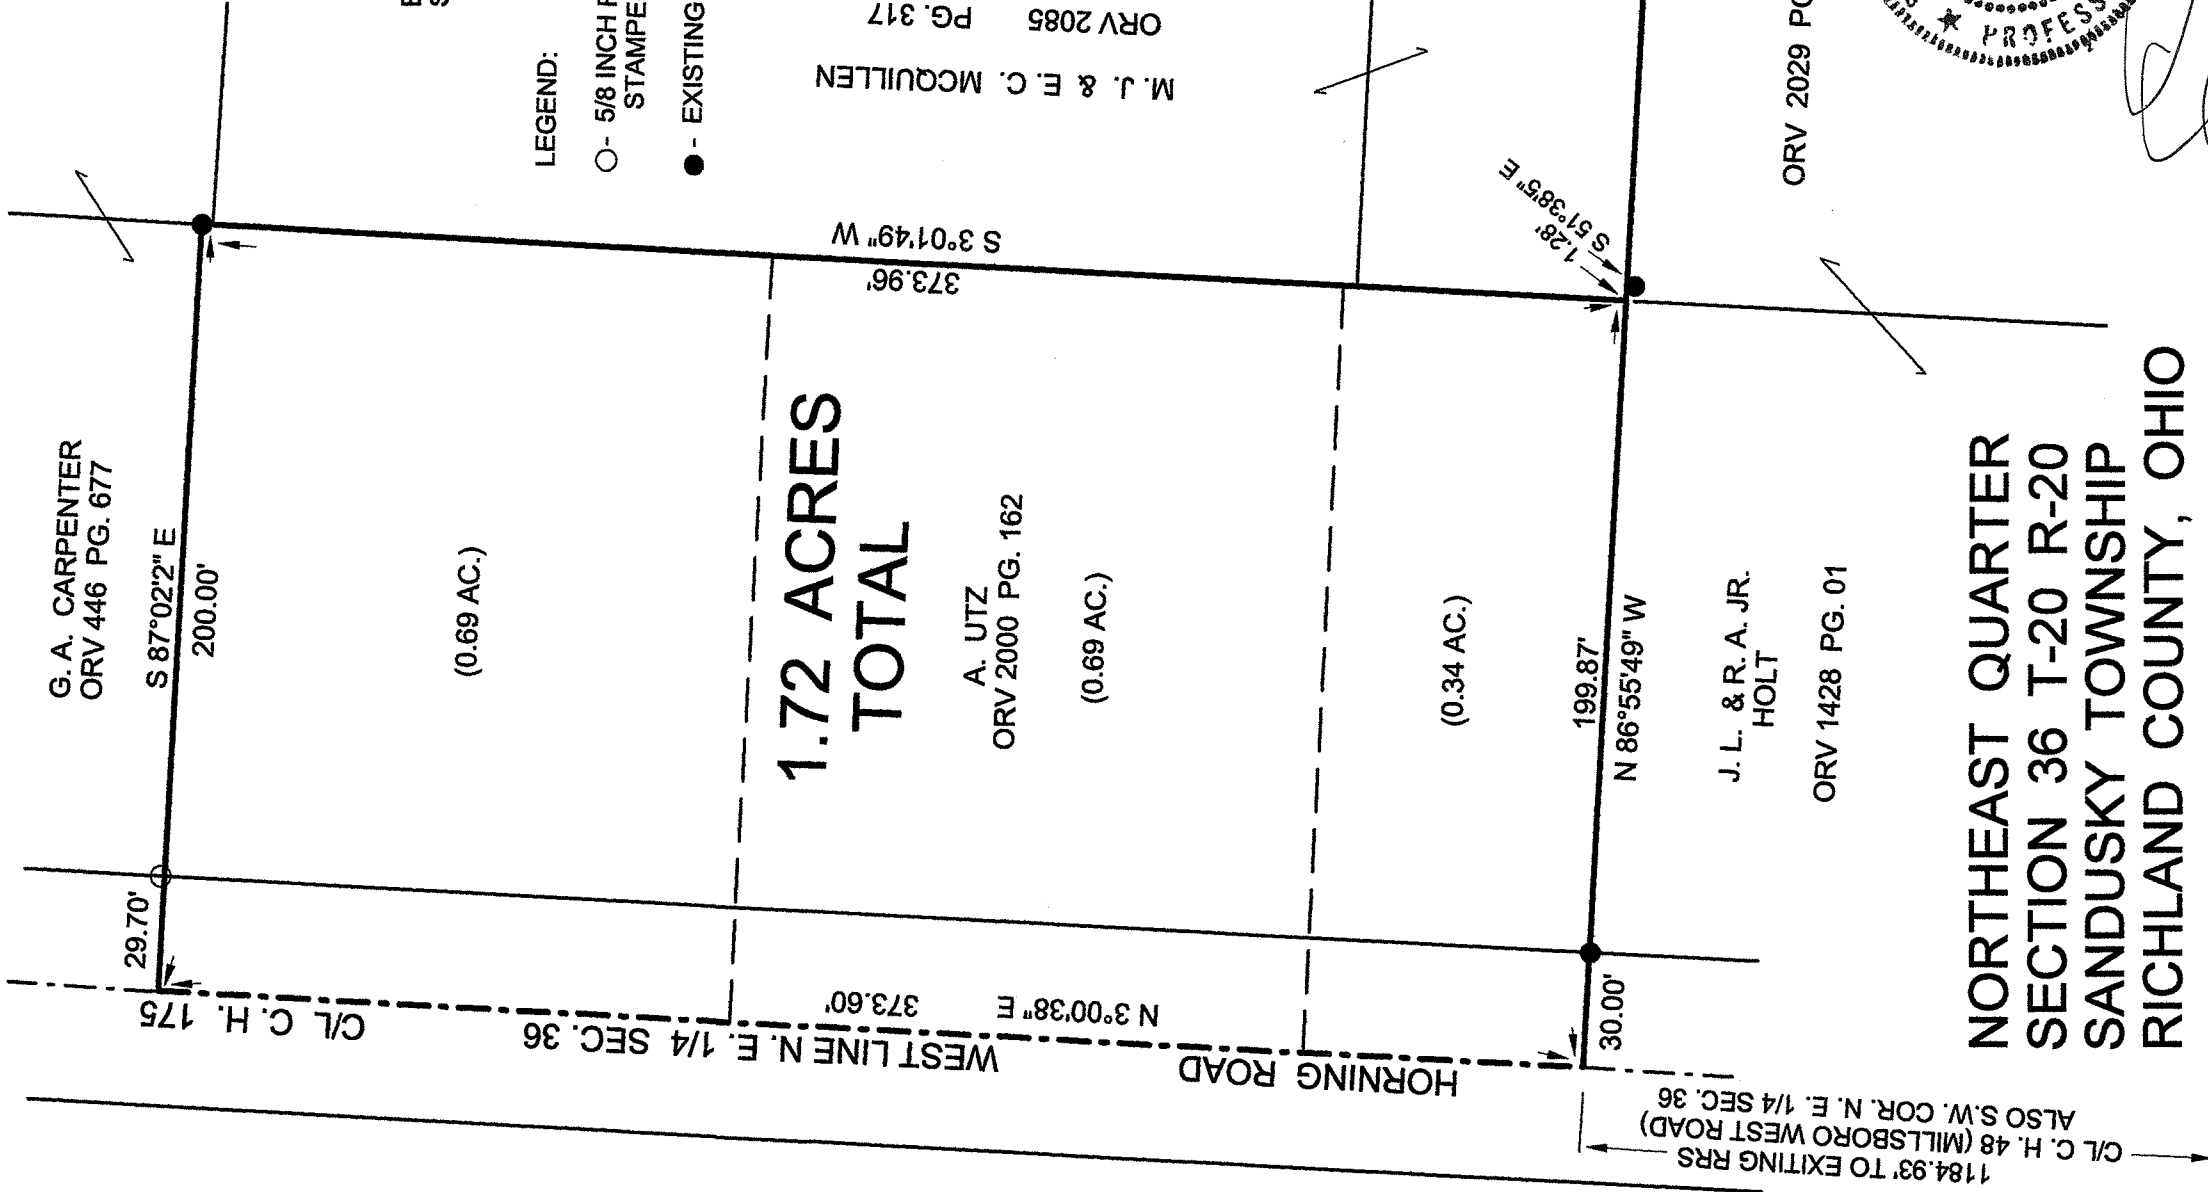 G. A. CARPENTER
ORV 446 PG. 677
S 87°02'2" E
200.00'
29.70'
(0.69 AC.)
1.72 ACRES
TOTAL
A. UTZ
ORV 2000 PG. 162
(0.69 AC.)
(0.34 AC.)
199.87'
N 86°55'49" W
30.00'
J. L. & R. A. JR.
HOLT
ORV 1428 PG. 01
S 3°01'49" W
373.96'
1.28'
S 51°38'5" E
LEGEND:
○- 5/8 INCH
STAMPE
● - EXISTING
M. J. & E. C. MCQUILLEN
ORV 2085 PG. 317
ORV 2029
★ PROFESS
C/L C. H. 175
WEST LINE N. E. 1/4 SEC. 36
N 3°00'38" E 373.60'
HORNING ROAD
1184.93' TO EXITING RRS
C/L C. H. 48 (MILLSBORO WEST ROAD)
ALSO S.W. COR. N. E. 1/4 SEC. 36
NORTHEAST QUARTER
SECTION 36 T-20 R-20
SANDUSKY TOWNSHIP
RICHLAND COUNTY, OHIO